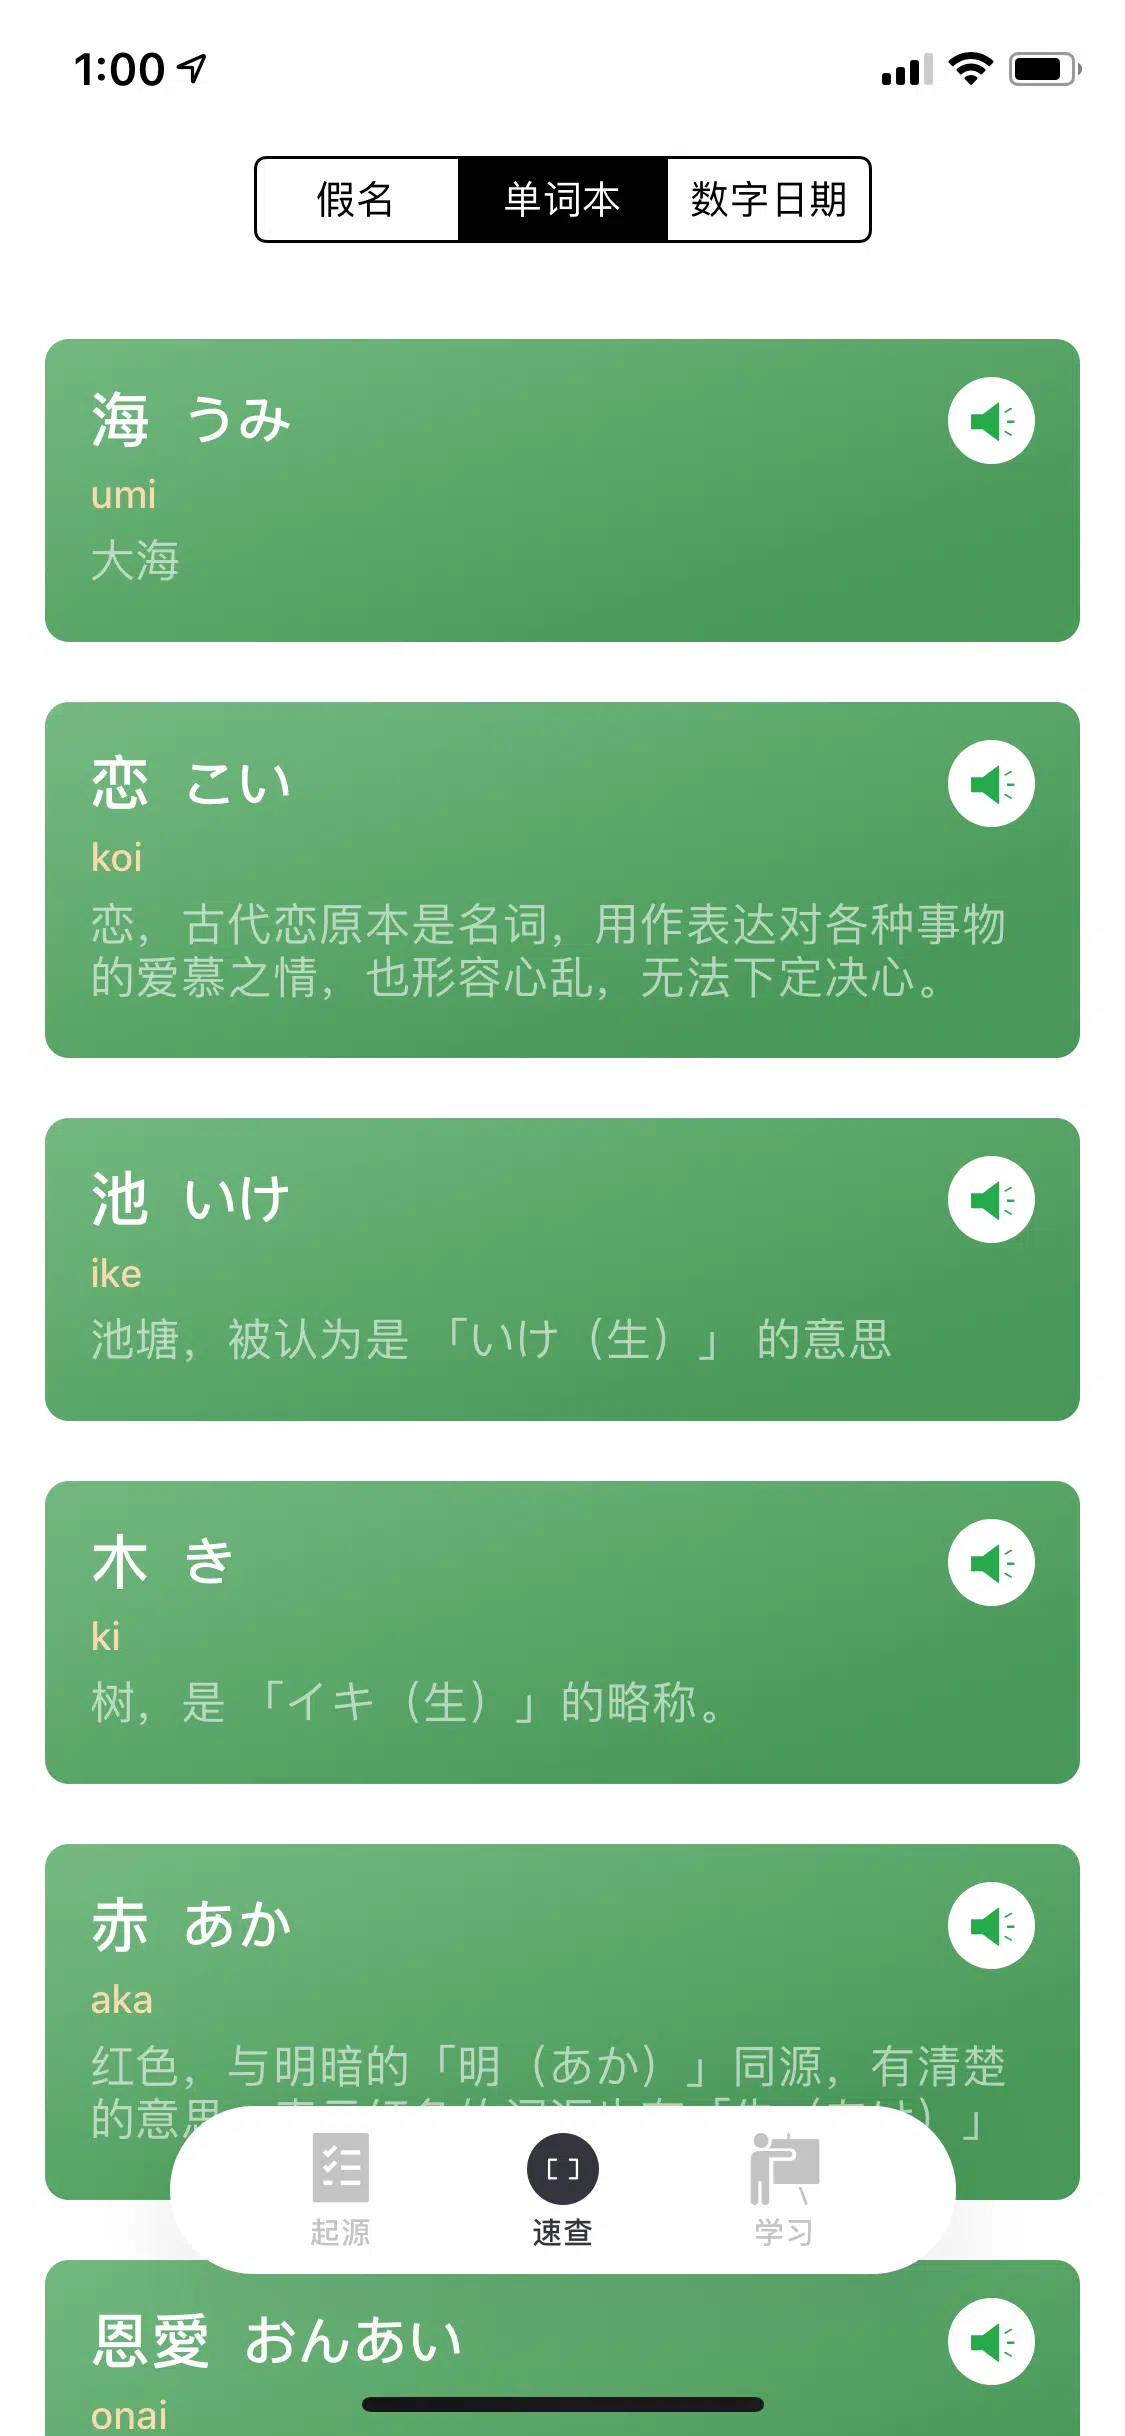 1:00
假名 单词本 数字日期
海 うみ
umi
大海
恋 こい
koi
恋，古代恋原本是名词，用作表达对各种事物
的爱慕之情，也形容心乱，无法下定决心。
池 いけ
ike
池塘，被认为是 「いけ（生）」 的意思
木 き
ki
树，是 「イキ（生）」的略称。
赤 あか
aka
红色，与明暗的「明（あか）」同源，有清楚
的意思
起源 速查 学习
恩愛 おんあい
onai